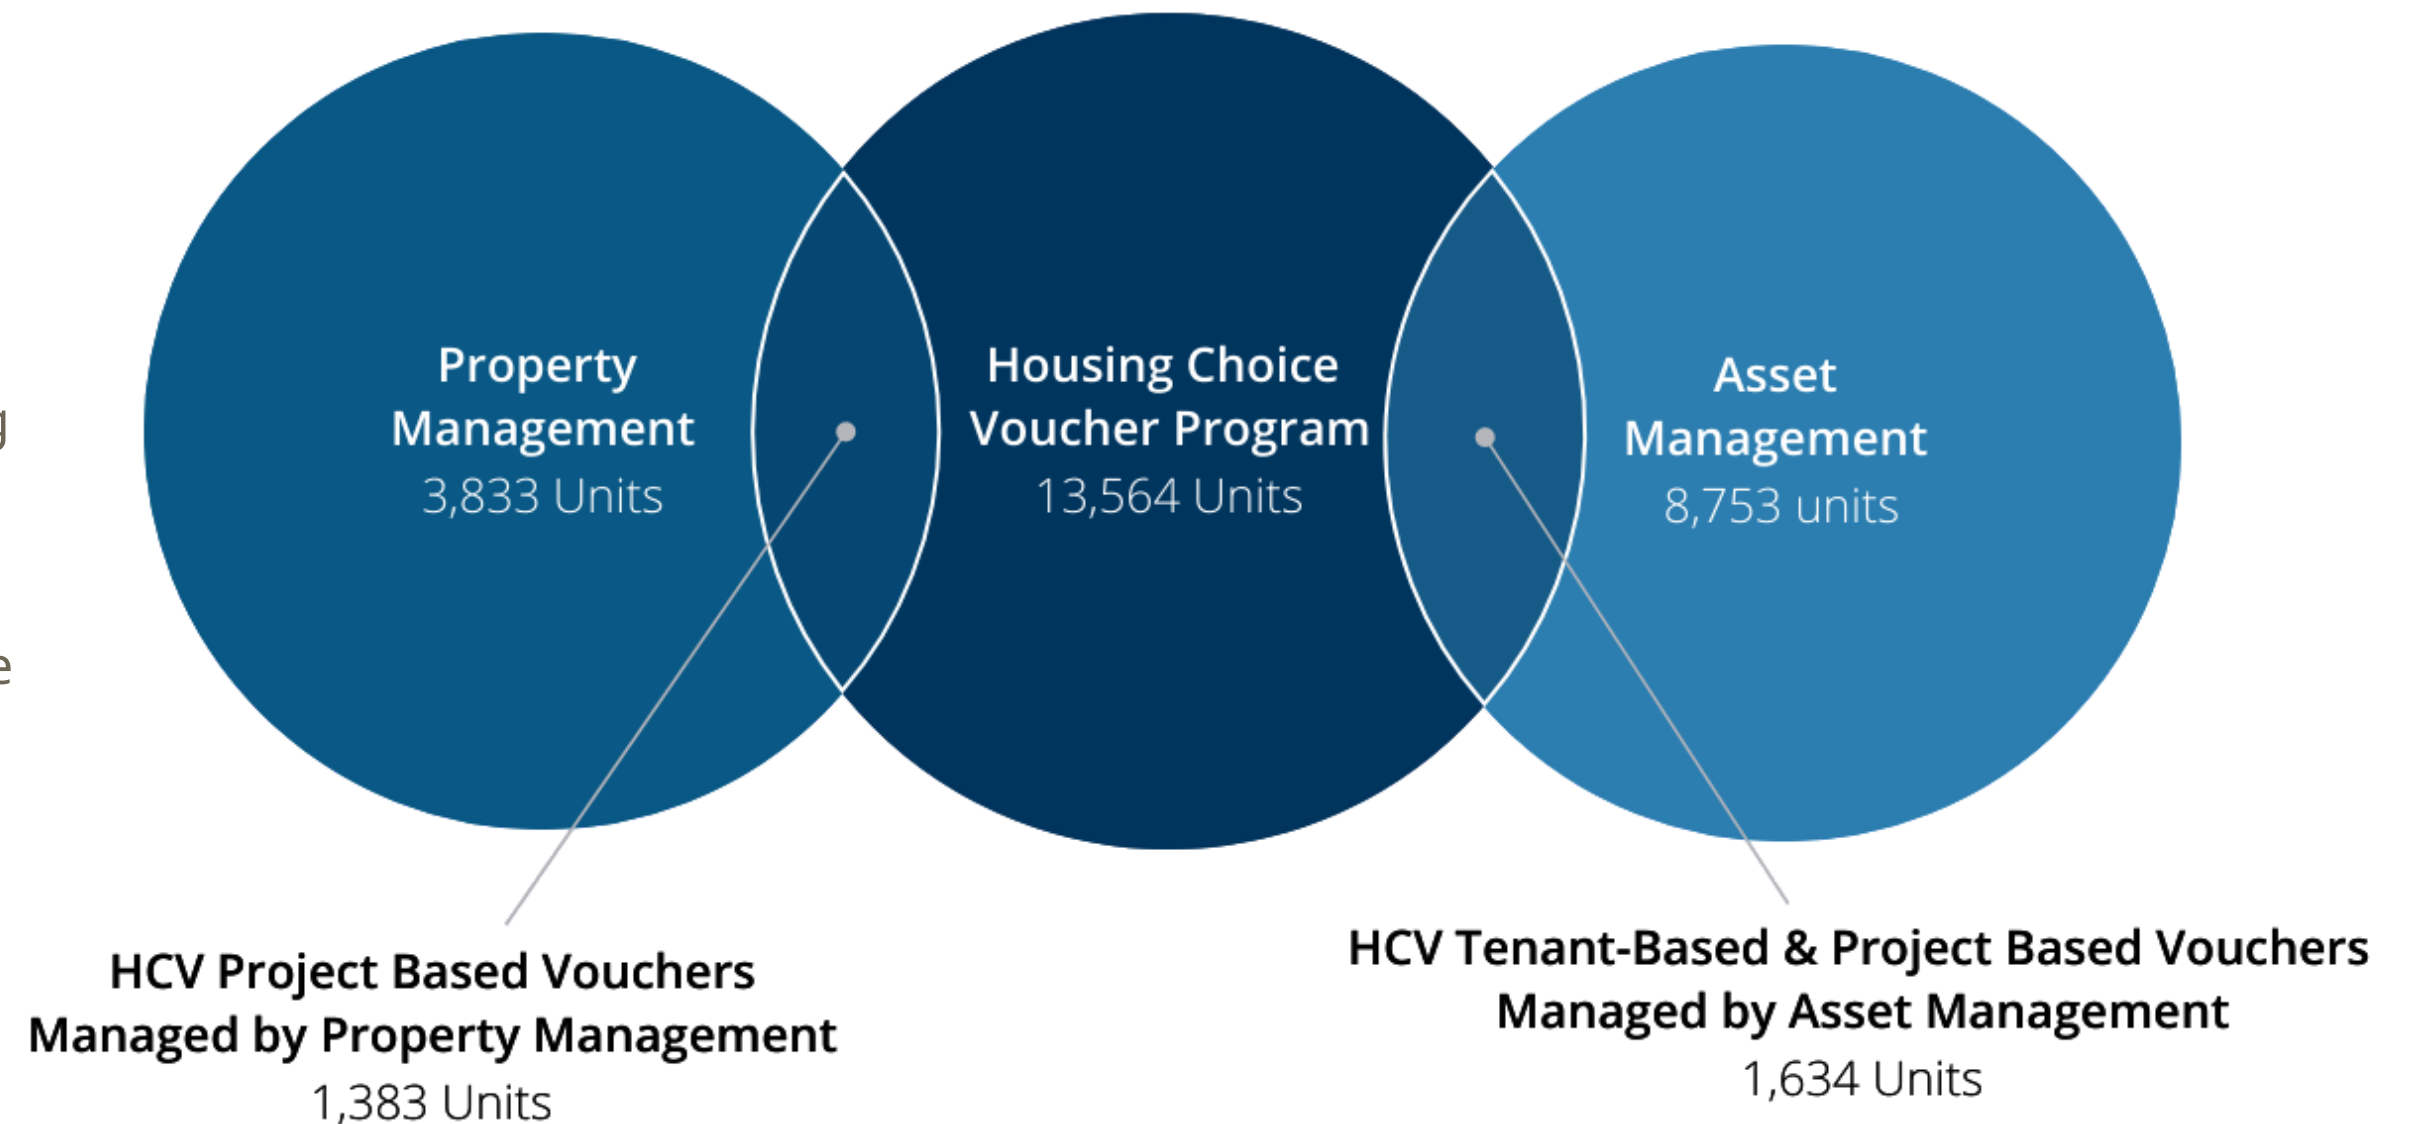 Property
Management
3,833 Units
Housing Choice
Voucher Program
13,564 Units
Asset
Management
8,753 units
g
e
HCV Project Based Vouchers
Managed by Property Management
1,383 Units
HCV Tenant-Based & Project Based Vouchers
Managed by Asset Management
1,634 Units